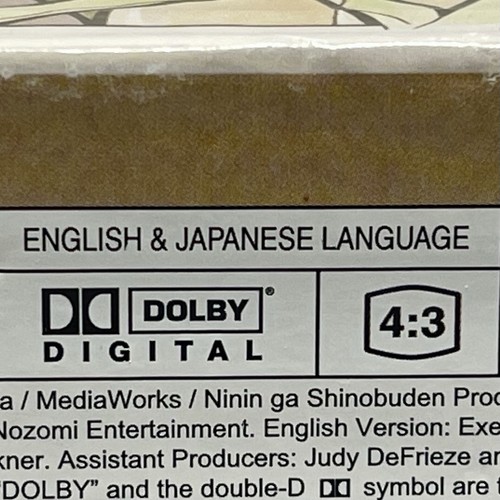 ENGLISH & JAPANESE LANGUAGE
DOLBY®
DIGITAL
4:3
a / MediaWorks / Ninin ga Shinobuden Proc
Nozomi Entertainment. English Version: Exe
kner. Assistant Producers: Judy DeFrieze an
"DOLBY" and the double-D symbol are